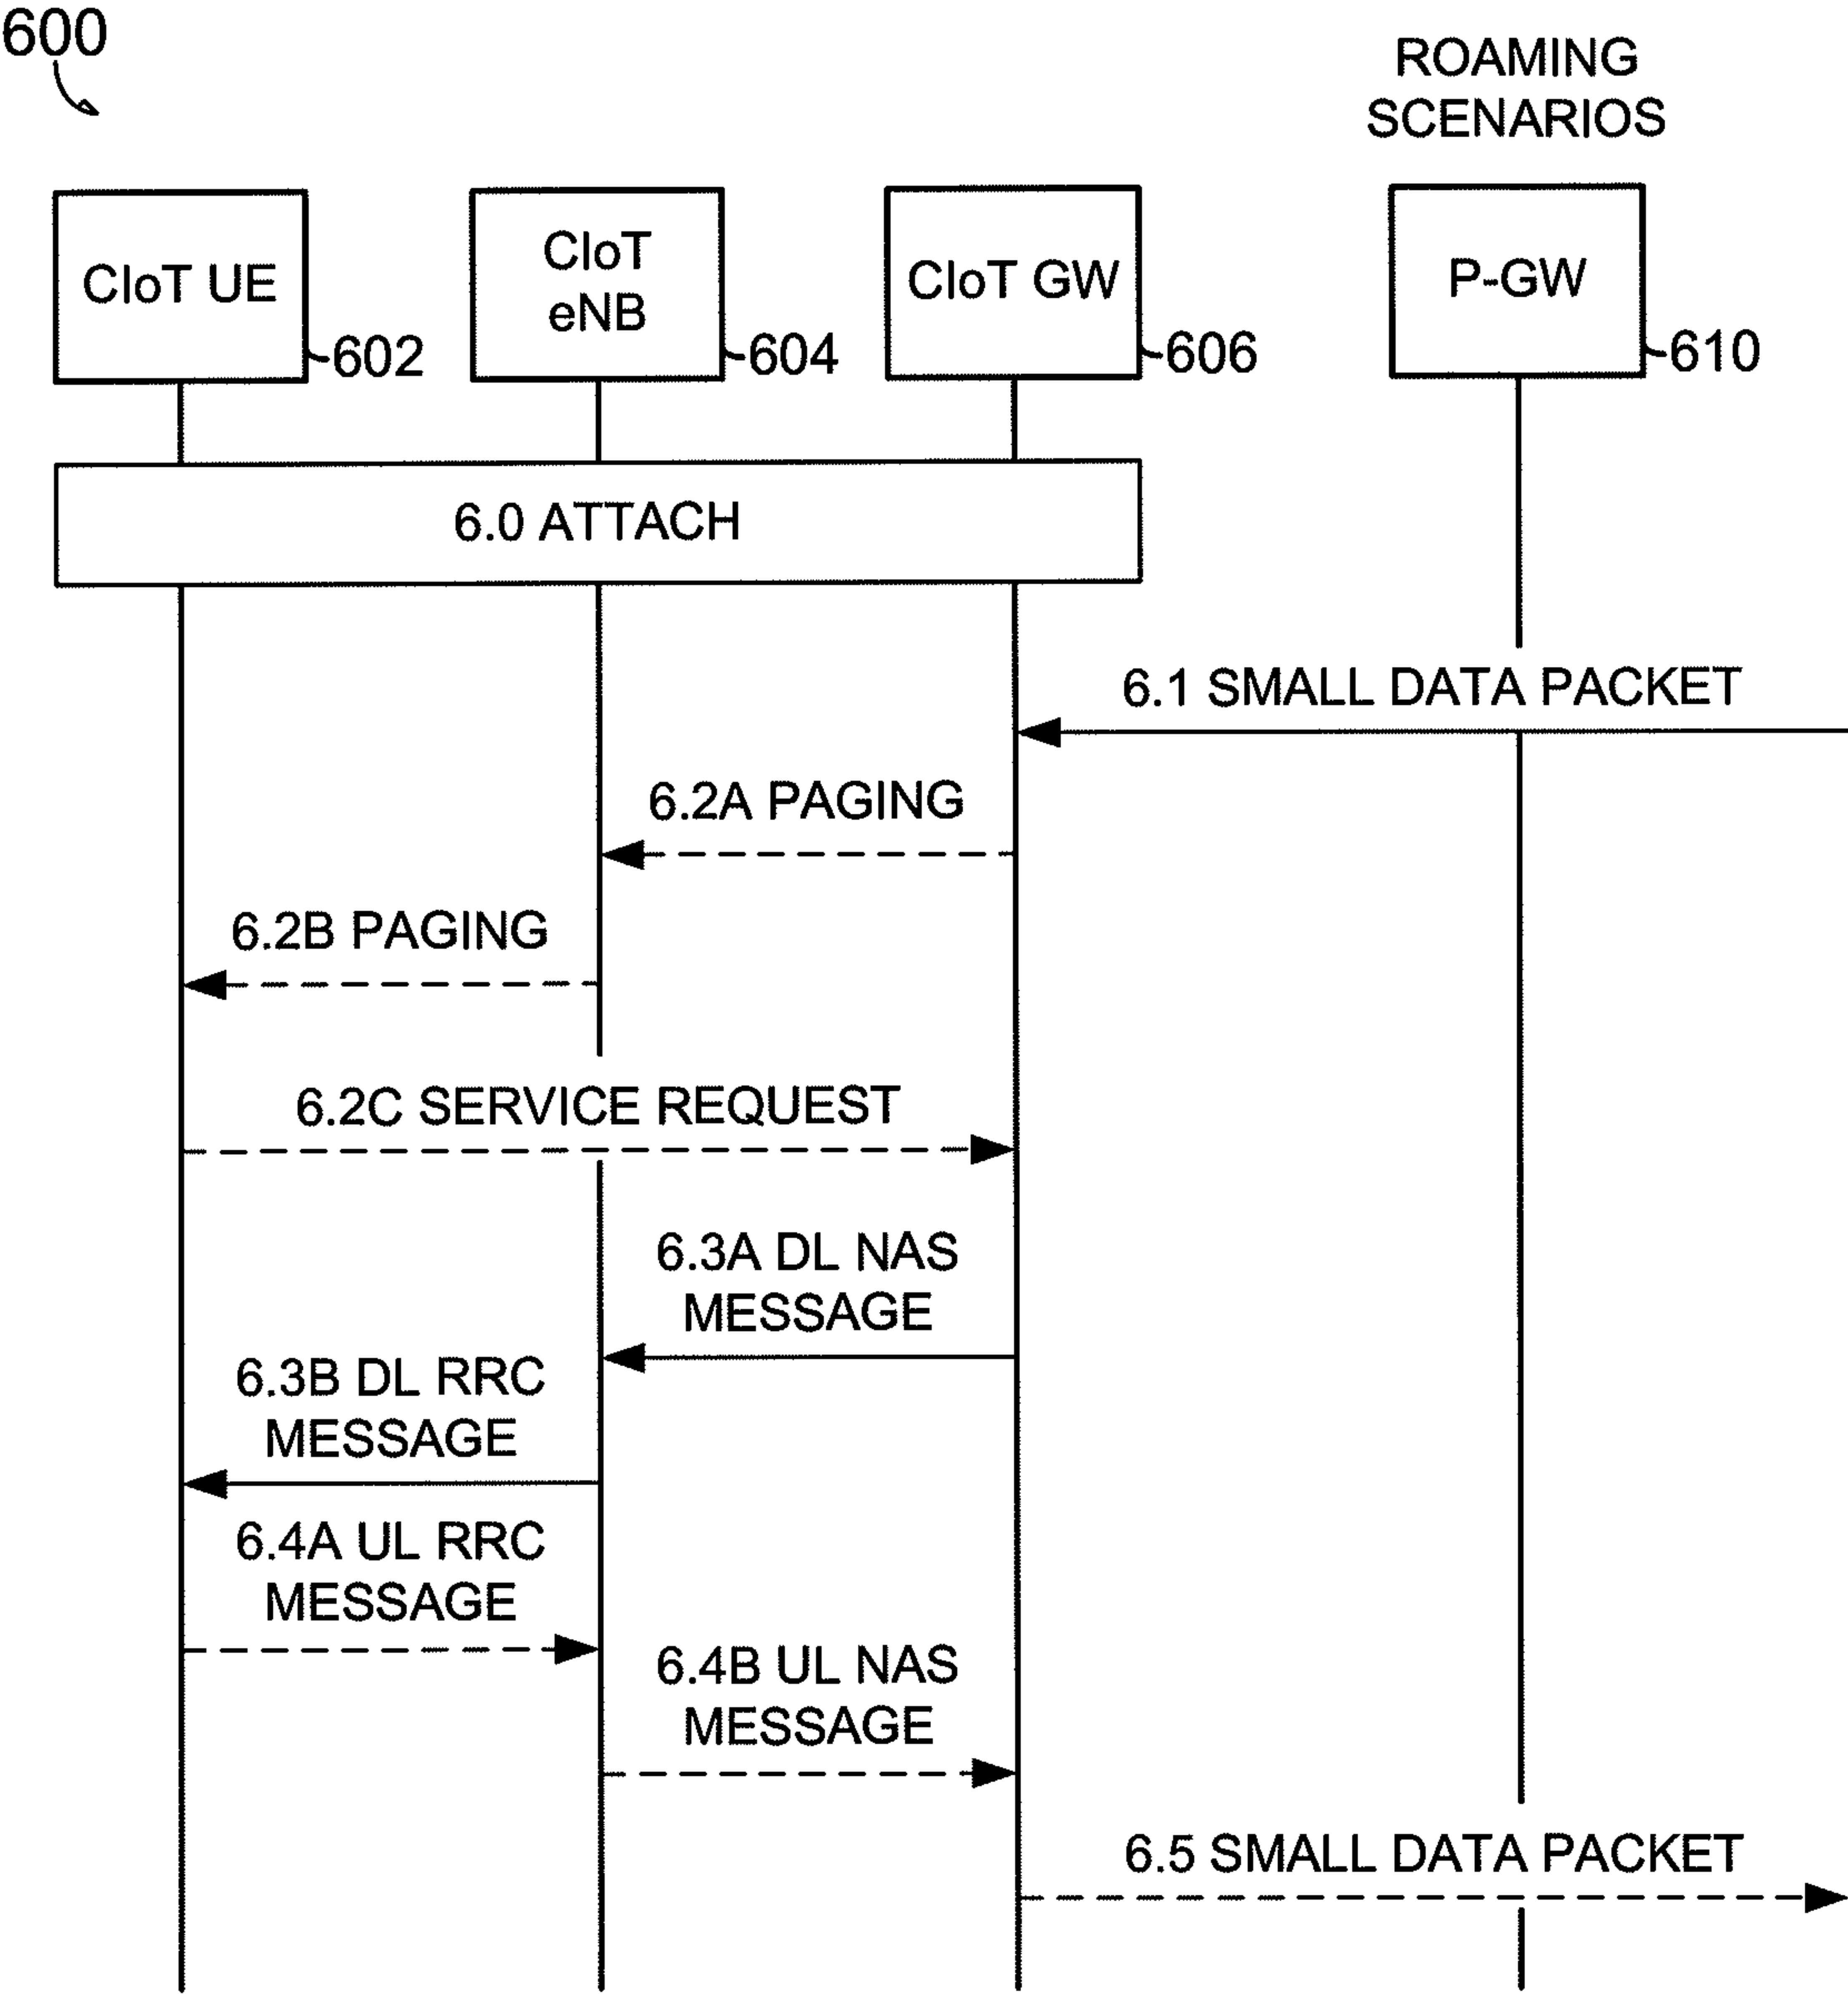 600
ROAMING
SCENARIOS
CIoT UE
602
CIoT
eNB
604
CIoT GW
606
P-GW
610
6.0 ATTACH
6.1 SMALL DATA PACKET
6.2A PAGING
6.2B PAGING
6.2C SERVICE REQUEST
6.3A DL NAS
MESSAGE
6.3B DL RRC
MESSAGE
6.4A UL RRC
MESSAGE
6.4B UL NAS
MESSAGE
6.5 SMALL DATA PACKET